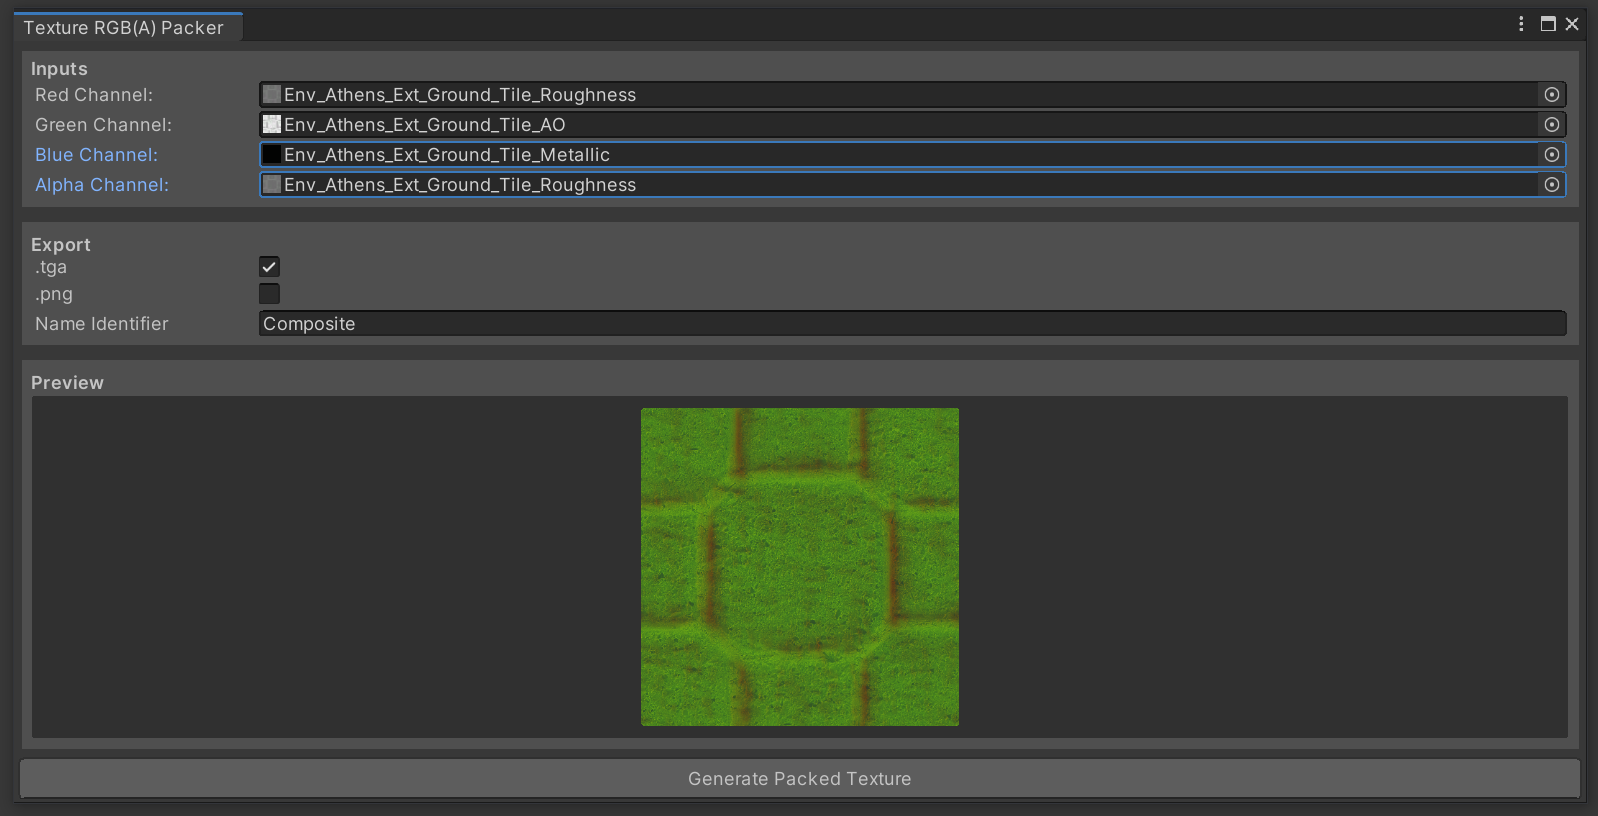 Texture RGB(A) Packer
Inputs
Red Channel: Env_Athens_Ext_Ground_Tile_Roughness
Green Channel: Env_Athens_Ext_Ground_Tile_AO
Blue Channel: Env_Athens_Ext_Ground_Tile_Metallic
Alpha Channel: Env_Athens_Ext_Ground_Tile_Roughness
Export
.tga
.png
Name Identifier Composite
Preview
Generate Packed Texture